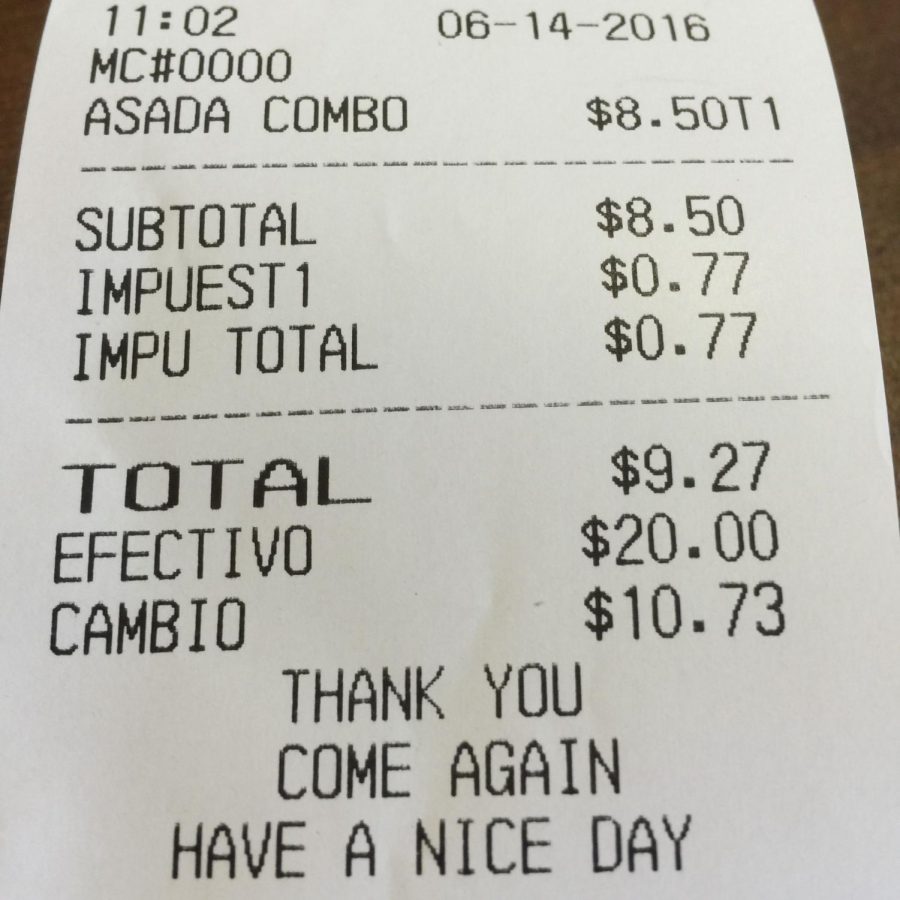 11:02 06-14-2016
MC#0000
ASADA COMBO $8.50T1
SUBTOTAL $8.50
IMPUEST1 $0.77
IMPU TOTAL $0.77
TOTAL $9.27
EFECTIVO $20.00
CAMBIO $10.73
THANK YOU
COME AGAIN
HAVE A NICE DAY